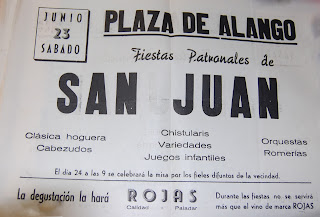 JUNIO
23
SABADO
PLAZA DE ALANGO
Fiestas Patronales de
SAN JUAN
Clásica hoguera
Cabezudos
Chistularis
Variedades
Juegos infantiles
Orquestas
Romerías
El día 24 a las 9 se celebrará la misa por los fieles difuntos de la vecindad.
La degustación la hará
ROJAS
Calidad - Paladar
Durante las fiestas no se servirá
más que el vino de marca ROJAS